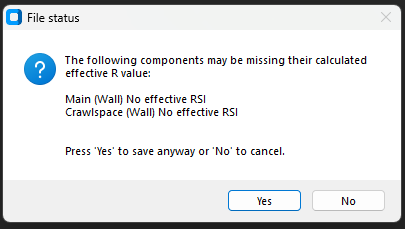 File status
The following components may be missing their calculated
effective R value:
Main (Wall) No effective RSI
Crawlspace (Wall) No effective RSI
Press 'Yes' to save anyway or 'No' to cancel.
Yes
No